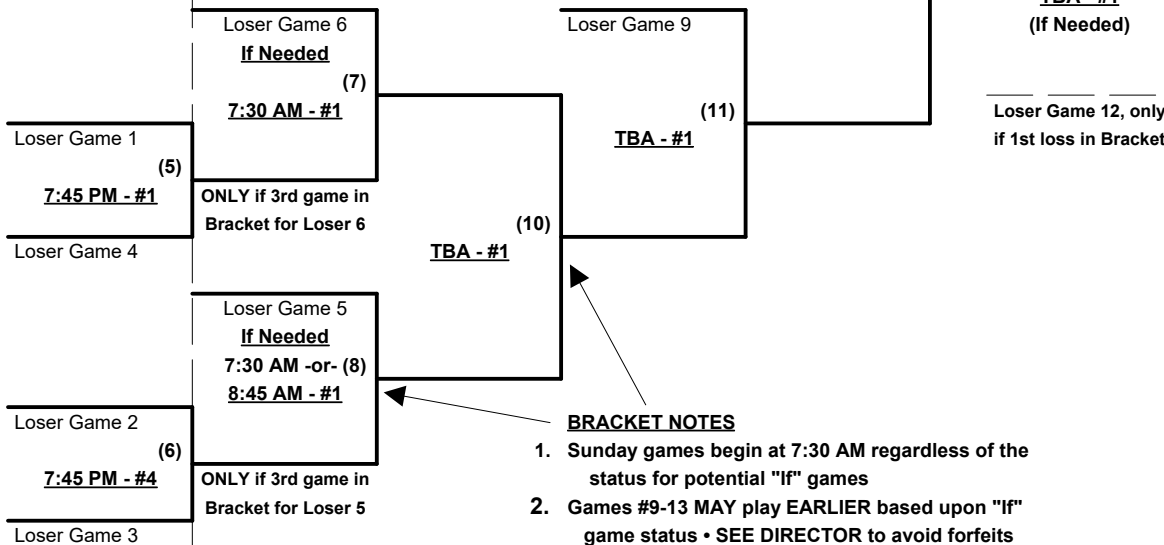 TBA - #1
(If Needed)
Loser Game 12, only
if 1st loss in Bracket
Loser Game 9
(11)
TBA - #1
Loser Game 6
If Needed
(7)
7:30 AM - #1
ONLY if 3rd game in
Bracket for Loser 6
Loser Game 1
(5)
7:45 PM - #1
Loser Game 4
(10)
TBA - #1
Loser Game 5
If Needed
7:30 AM -or- (8)
8:45 AM - #1
ONLY if 3rd game in
Bracket for Loser 5
Loser Game 2
(6)
7:45 PM - #4
Loser Game 3
BRACKET NOTES
1. Sunday games begin at 7:30 AM regardless of the
status for potential "If" games
2. Games #9-13 MAY play EARLIER based upon "If"
game status • SEE DIRECTOR to avoid forfeits